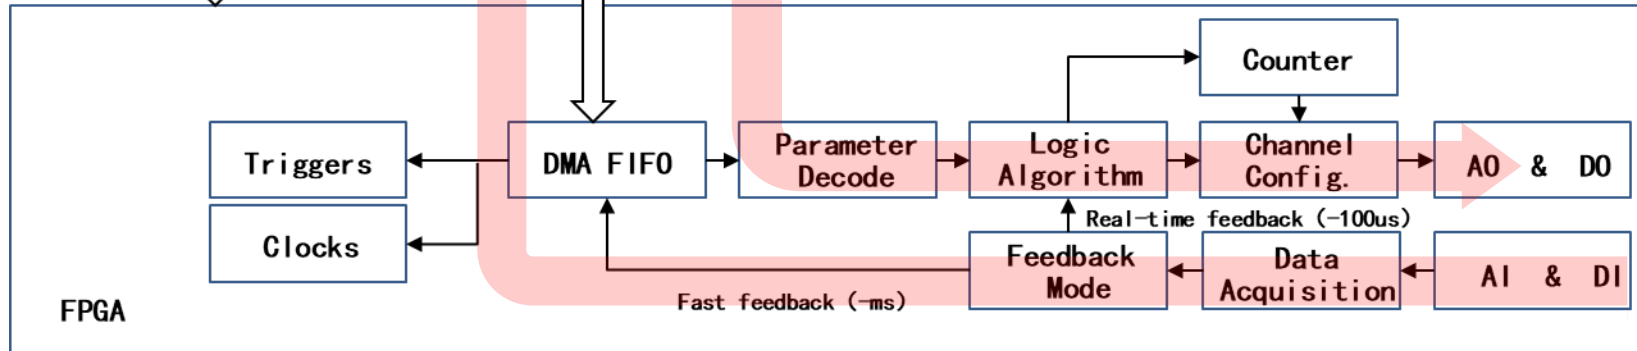 Counter
Triggers
DMA FIFO
Parameter
Decode
Logic
Algorithm
Channel
Config.
AO & DO
Real-time feedback (~100us)
Clocks
Feedback
Mode
Data
Acquisition
AI & DI
Fast feedback (~ms)
FPGA